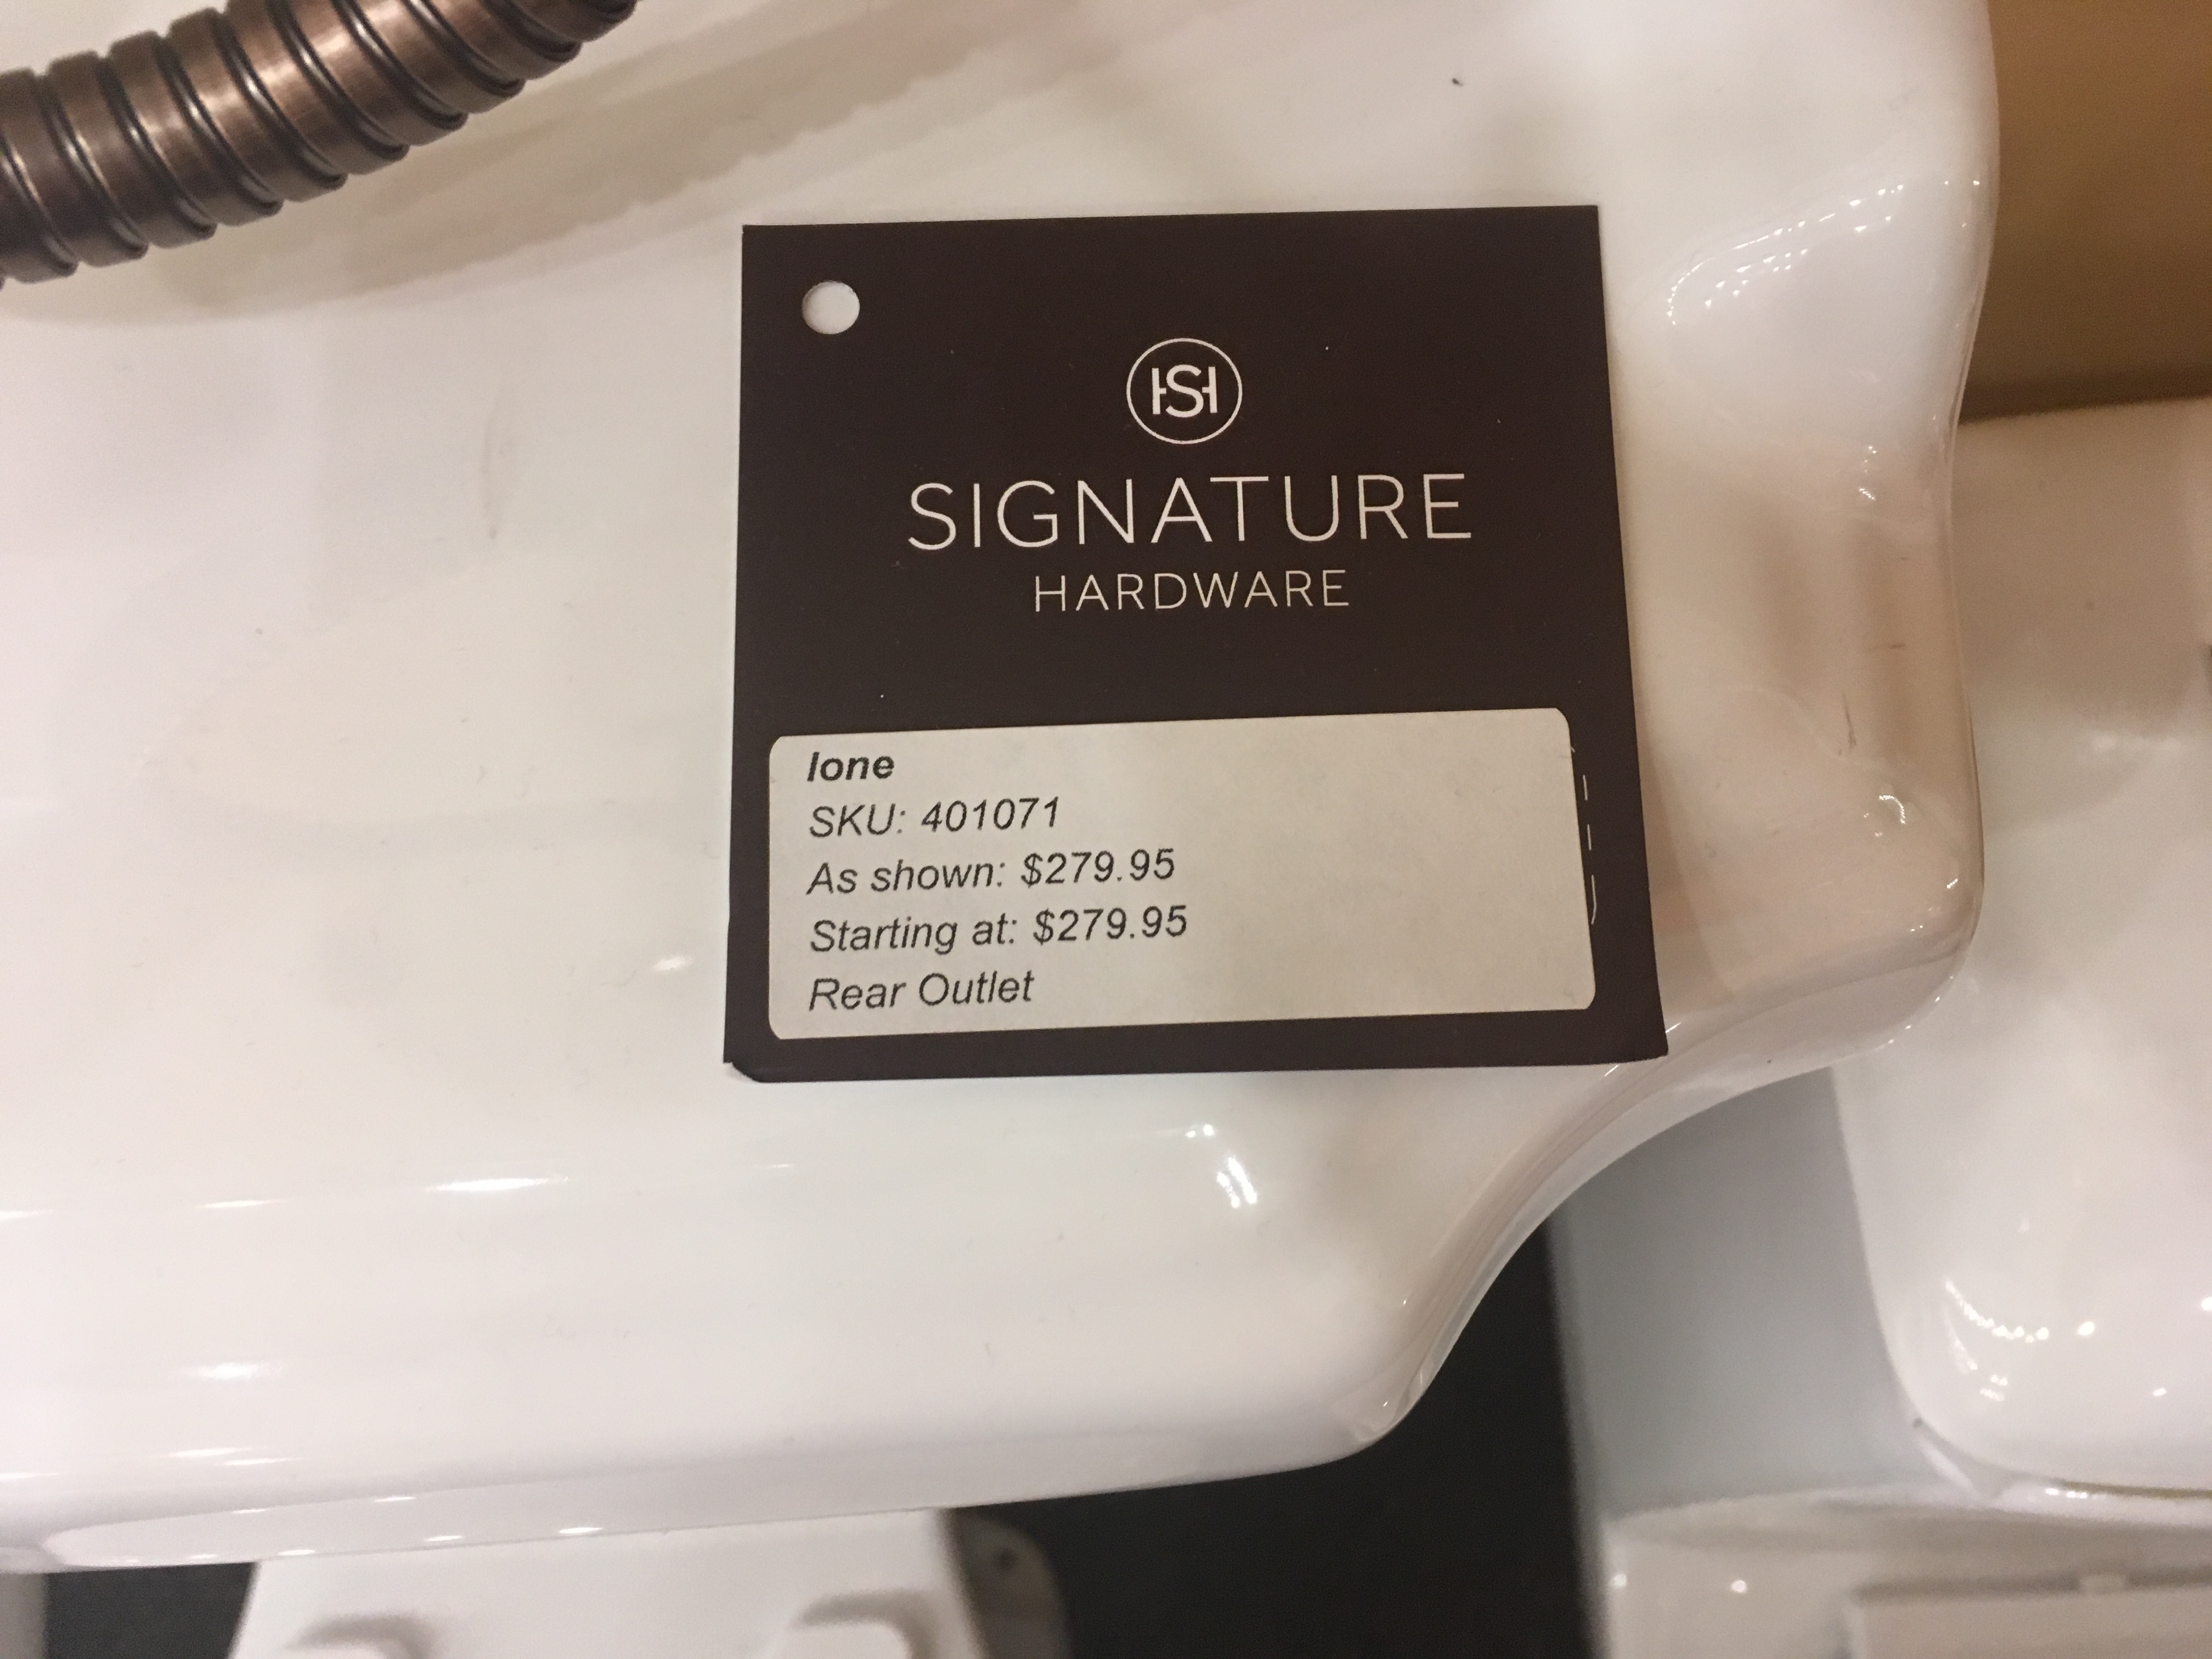 SH
SIGNATURE
HARDWARE
Ione
SKU: 401071
As shown: $279.95
Starting at: $279.95
Rear Outlet